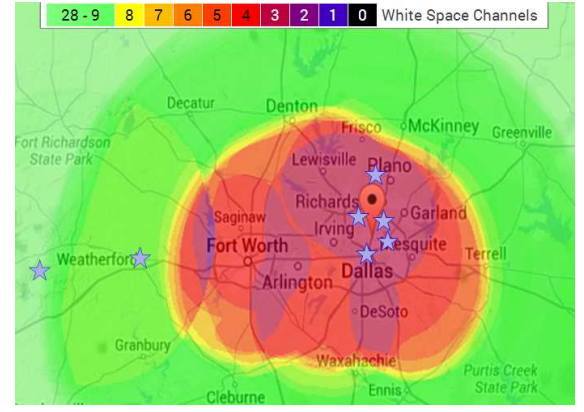 28 - 9 8 7 6 5 4 3 2 1 0 White Space Channels
Decatur
Denton
McKinney
Frisco
Greenville
Fort Richardson
State Park
Lewisville
Plano
Richards
Garland
Saginaw
Irving
Fort Worth
esquite
Weatherfor
Terrell
Dallas
Arlington
DeSoto
Granbury
Waxahachie
Purtis Creek
State Park
Cleburne
Ennis